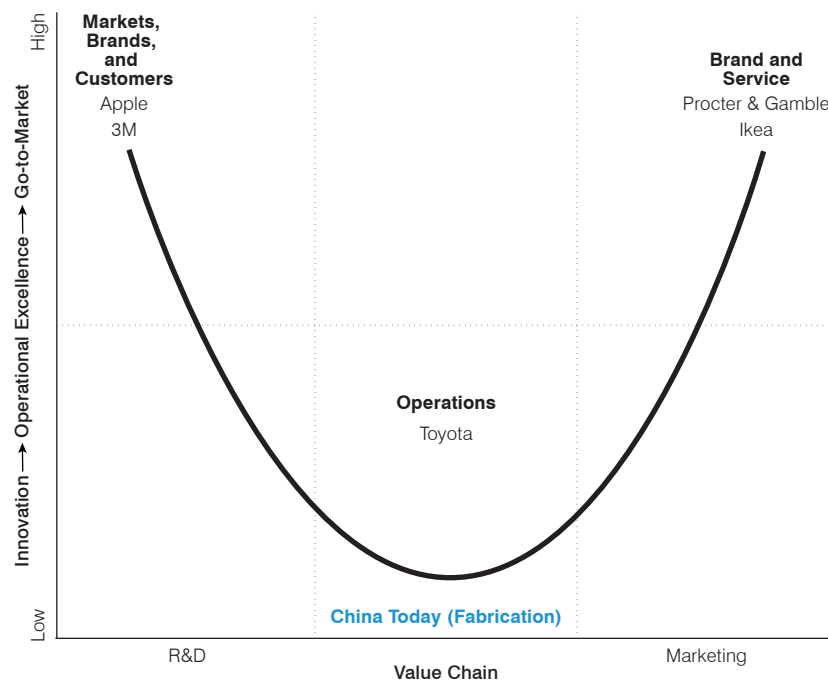 High
Markets,
Brands,
and
Customers
Apple
3M
Brand and
Service
Procter & Gamble
Ikea
Innovation → Operational Excellence → Go-to-Market
Operations
Toyota
China Today (Fabrication)
Low
R&D
Marketing
Value Chain